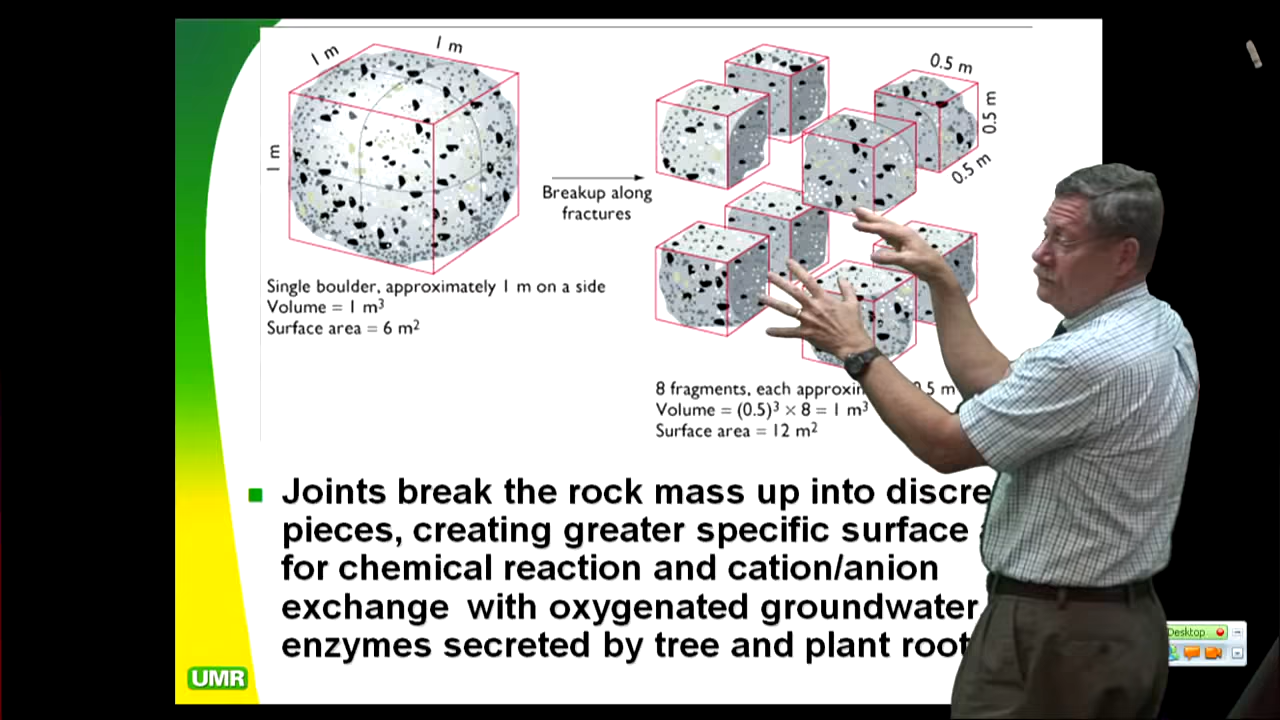 1 m
1 m
1 m
Breakup along
fractures
0.5 m
0.5 m
0.5 m
Single boulder, approximately 1 m on a side
Volume = 1 m³
Surface area = 6 m²
8 fragments, each 0.5 m
Volume = (0.5)³ × 8 = 1 m³
Surface area = 12 m²
Joints break the rock mass up into
pieces, creating greater specific surface
for chemical reaction and cation/anion
exchange with oxygenated groundwater
enzymes secreted by tree and plant
UMR
Desktop